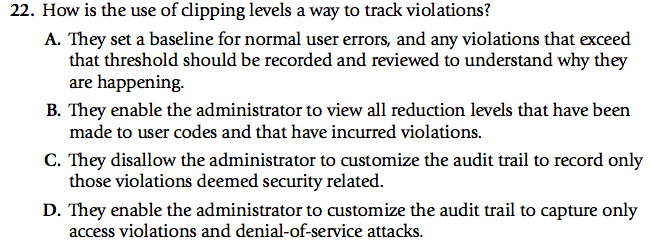 22. How is the use of clipping levels a way to track violations?
A. They set a baseline for normal user errors, and any violations that exceed
that threshold should be recorded and reviewed to understand why they
are happening.
B. They enable the administrator to view all reduction levels that have been
made to user codes and that have incurred violations.
C. They disallow the administrator to customize the audit trail to record only
those violations deemed security related.
D. They enable the administrator to customize the audit trail to capture only
access violations and denial-of-service attacks.